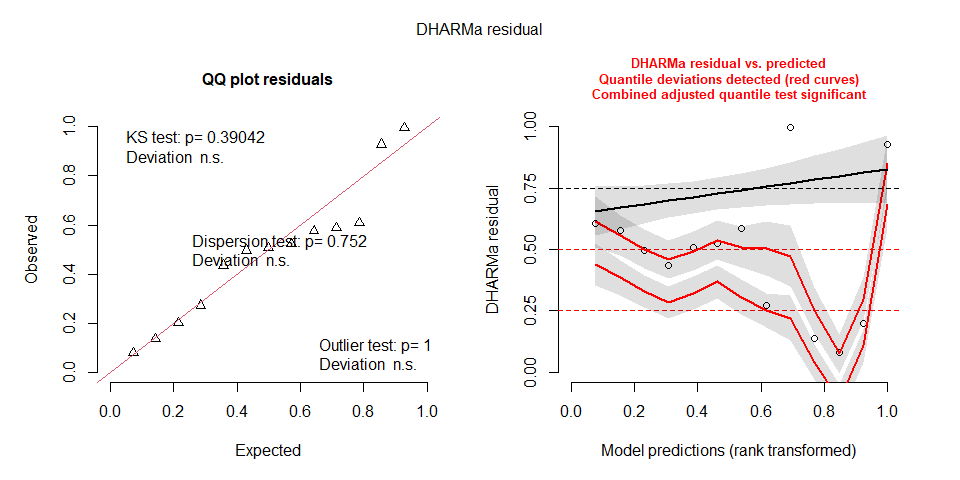 DHARMa residual
QQ plot residuals
KS test: p= 0.39042
Deviation n.s.
Dispersion test: p= 0.752
Deviation n.s.
Outlier test: p= 1
Deviation n.s.
Observed
0.0 0.2 0.4 0.6 0.8 1.0
0.0 0.2 0.4 0.6 0.8 1.0
Expected
DHARMa residual vs. predicted
Quantile deviations detected (red curves)
Combined adjusted quantile test significant
DHARMa residual
0.00 0.25 0.50 0.75 1.00
0.0 0.2 0.4 0.6 0.8 1.0
Model predictions (rank transformed)